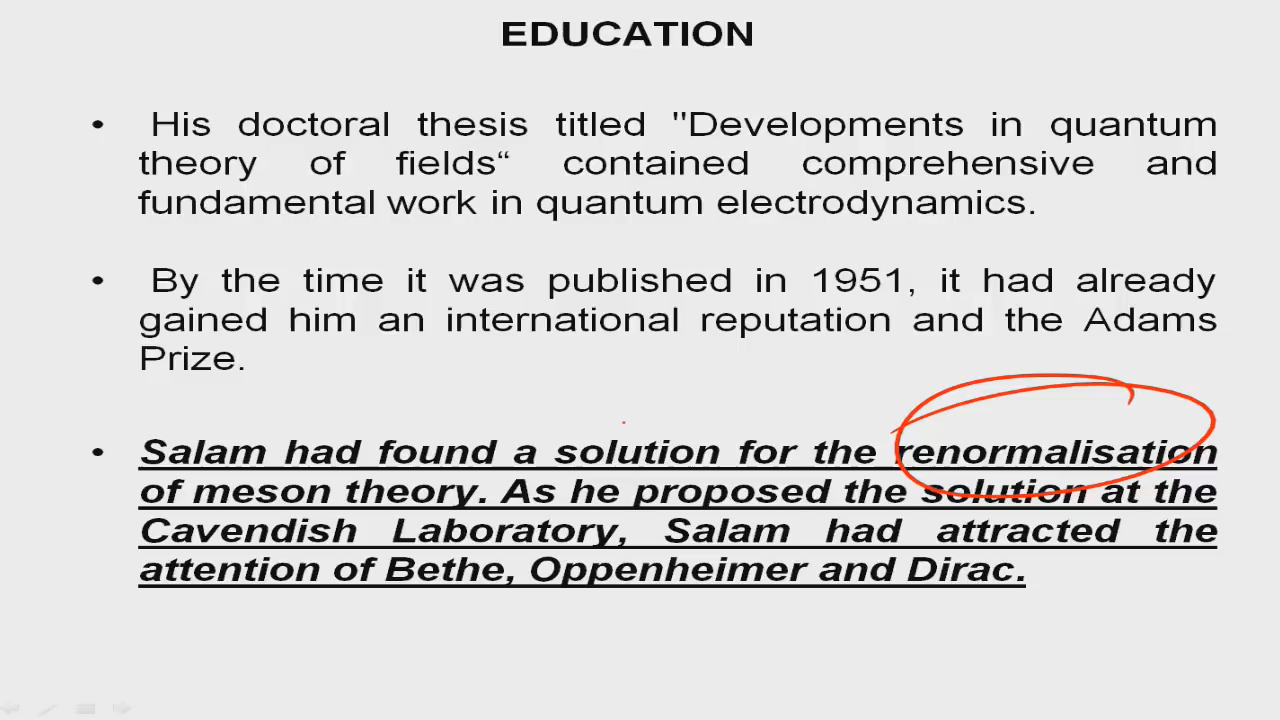 EDUCATION
• His doctoral thesis titled "Developments in quantum
theory of fields“ contained comprehensive and
fundamental work in quantum electrodynamics.
• By the time it was published in 1951, it had already
gained him an international reputation and the Adams
Prize.
• Salam had found a solution for the renormalisation
of meson theory. As he proposed the solution at the
Cavendish Laboratory, Salam had attracted the
attention of Bethe, Oppenheimer and Dirac.